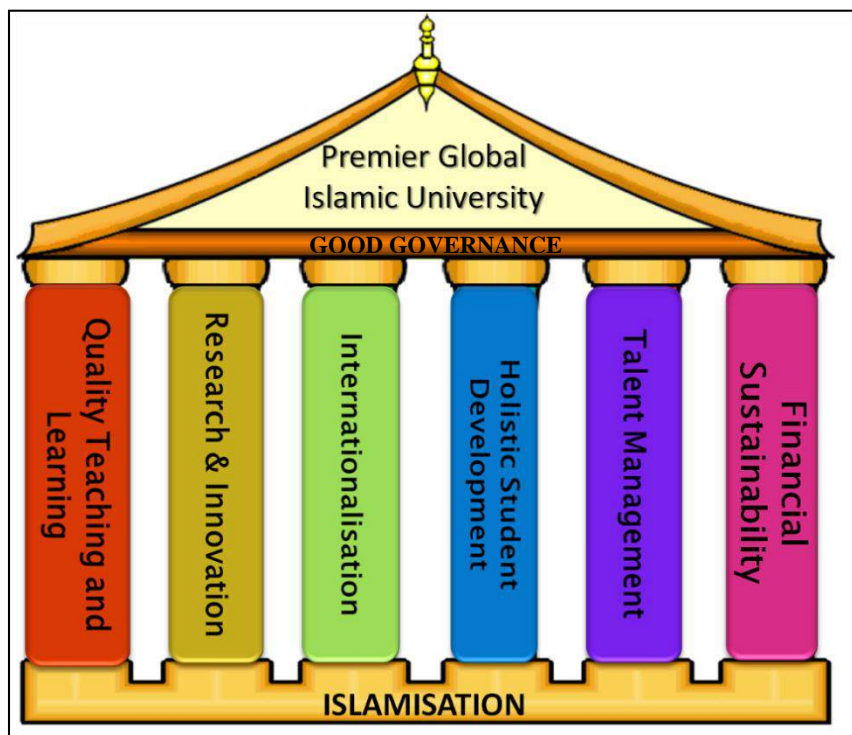 Premier Global
Islamic University
GOOD GOVERNANCE
Quality Teaching and
Learning
Research & Innovation
Internationalisation
Holistic Student
Development
Talent Management
Financial
Sustainability
ISLAMISATION